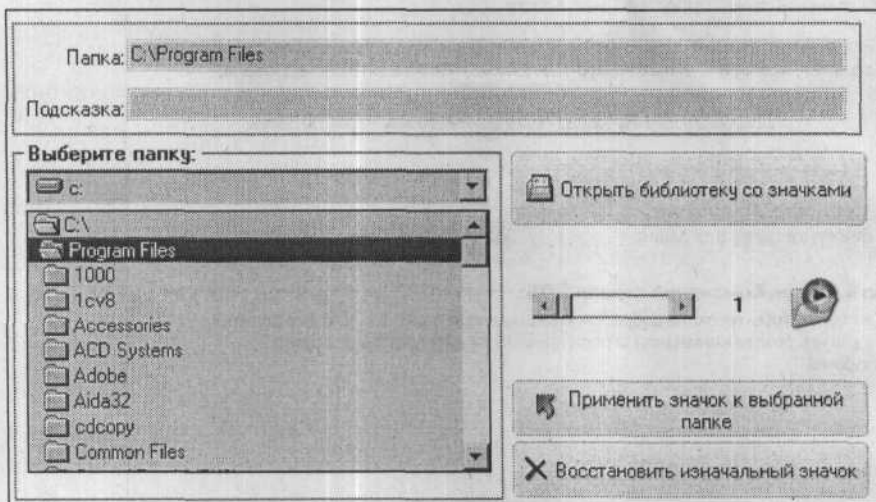 Папка: C:\Program Files
Подсказка:
Выберите папку:
c:
C:\
Program Files
1000
1cv8
Accessories
ACD Systems
Adobe
Aida32
cdcopy
Common Files
Открыть библиотеку со значками
1
Применить значок к выбранной
папке
Восстановить изначальный значок